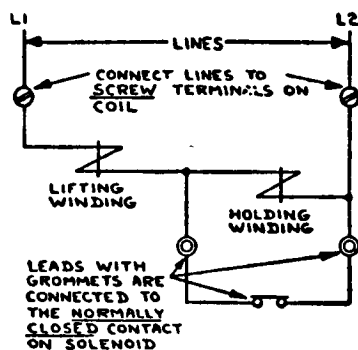 L1 L2
LINES
CONNECT LINES TO
SCREW TERMINALS ON
COIL
LIFTING
WINDING
HOLDING
WINDING
LEADS WITH
GROMMETS ARE
CONNECTED TO
THE NORMALLY
CLOSED CONTACT
ON SOLENOID